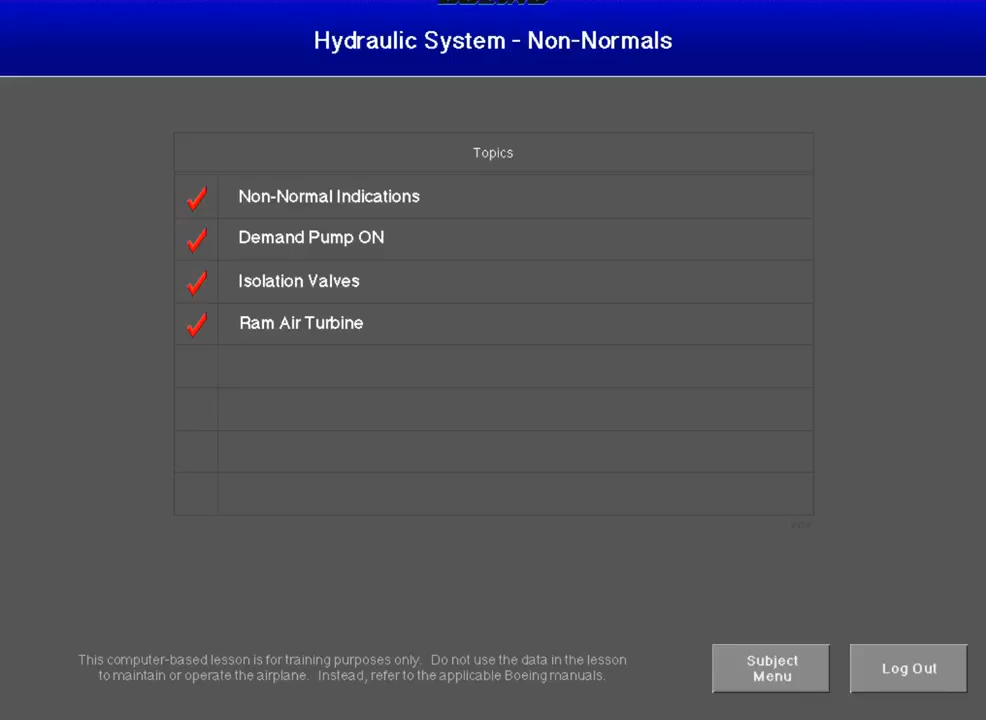 Hydraulic System - Non-Normals
Topics
Non-Normal Indications
Demand Pump ON
Isolation Valves
Ram Air Turbine
This computer-based lesson is for training purposes only. Do not use the data in the lesson
to maintain or operate the airplane. Instead, refer to the applicable Boeing manuals.
Subject
Menu
Log Out